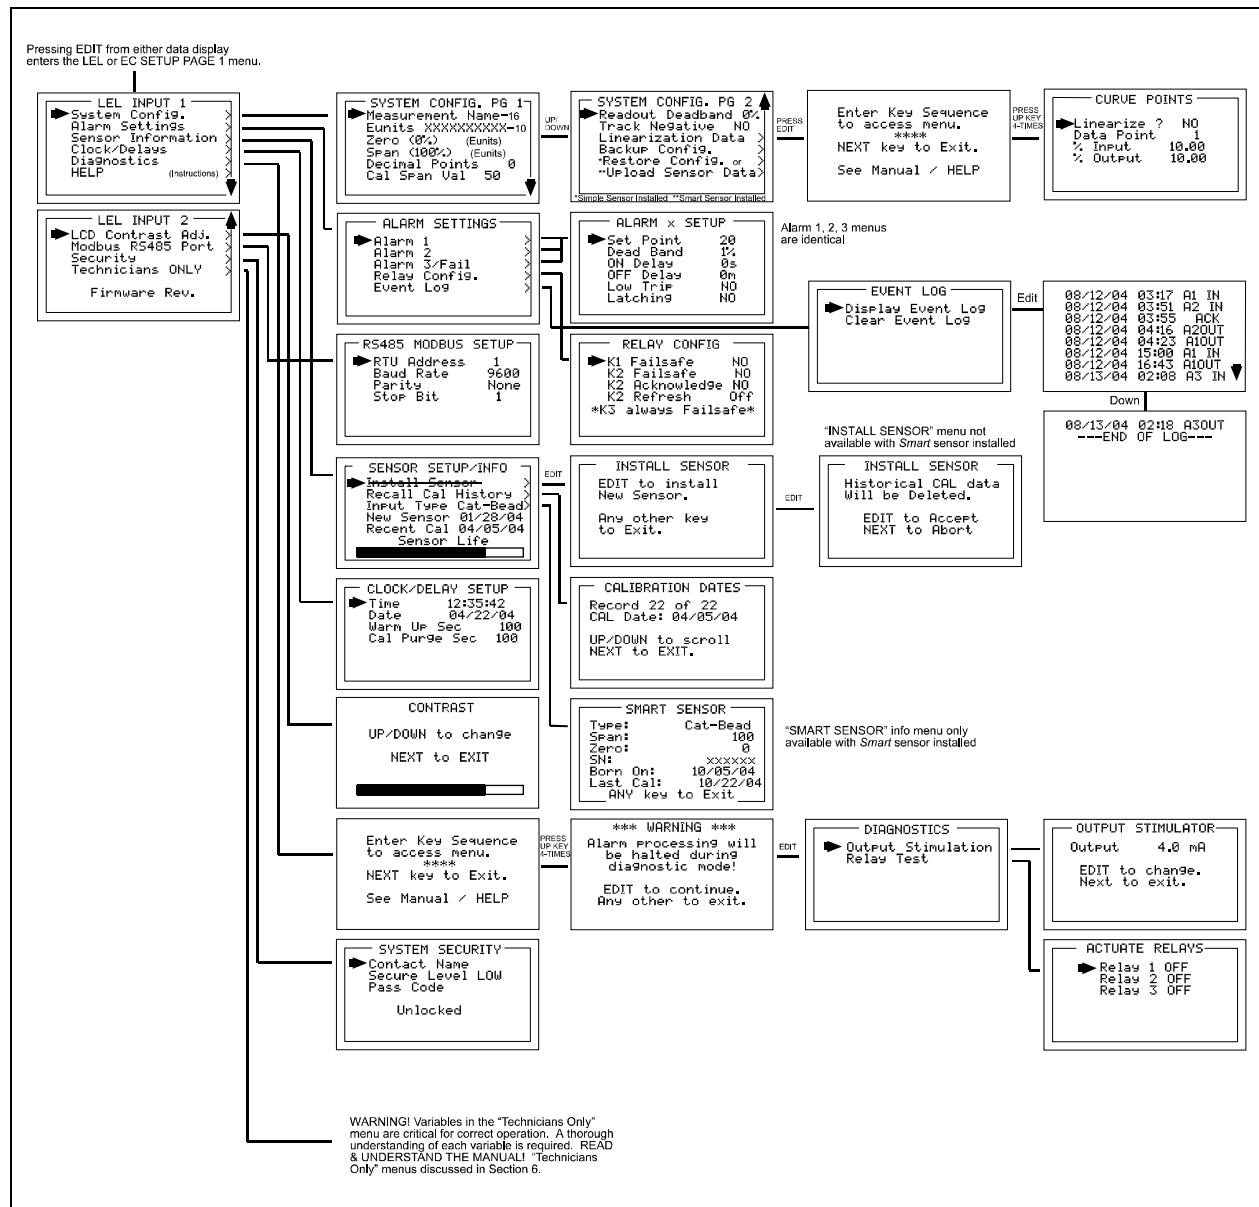 Pressing EDIT from either data display
enters the LEL or EC SETUP PAGE 1 menu.
LEL INPUT 1
System Config. >
Alarm Settings >
Sensor Information >
Clock/Delays >
Diagnostics >
HELP (Instructions) >
LEL INPUT 2
LCD Contrast Adj. >
Modbus RS485 Port >
Security >
Technicians ONLY >
Firmware Rev.
SYSTEM CONFIG. PG 1
Measurement Name-16
Eunits XXXXXXXXXX-10
Zero (0%) (Eunits)
Span (100%) (Eunits)
Decimal Points 0
Cal Span Val 50
UP/
DOWN
SYSTEM CONFIG. PG 2
Readout Deadband 0%
Track Negative NO
Linearization Data >
Backup Config. >
*Restore Config. or >
**Upload Sensor Data>
*Simple Sensor Installed **Smart Sensor Installed
PRESS
EDIT
Enter Key Sequence
to access menu.
****
NEXT key to Exit.
See Manual / HELP
PRESS
UP KEY
4-TIMES
CURVE POINTS
Linearize ? NO
Data Point 1
% Input 10.00
% Output 10.00
ALARM SETTINGS
Alarm 1 >
Alarm 2 >
Alarm 3/Fail >
Relay Config. >
Event Log >
ALARM x SETUP
Set Point 20
Dead Band 1%
ON Delay 0s
OFF Delay 0m
Low Trip NO
Latching NO
Alarm 1, 2, 3 menus
are identical
EVENT LOG
Display Event Log
Clear Event Log
Edit
08/12/04 03:17 A1 IN
08/12/04 03:51 A2 IN
08/12/04 03:55 ACK
08/12/04 04:16 A2OUT
08/12/04 04:23 A1OUT
08/12/04 15:00 A1 IN
08/12/04 16:43 A1OUT
08/13/04 02:08 A3 IN
Down
08/13/04 02:18 A3OUT
---END OF LOG---
RS485 MODBUS SETUP
RTU Address 1
Baud Rate 9600
Parity None
Stop Bit 1
RELAY CONFIG
K1 Failsafe NO
K2 Failsafe NO
K2 Acknowledge NO
K2 Refresh Off
*K3 always Failsafe*
"INSTALL SENSOR" menu not
available with Smart sensor installed
SENSOR SETUP/INFO
Install Sensor >
Recall Cal History >
Input Type Cat-Bead>
New Sensor 01/28/04
Recent Cal 04/05/04
Sensor Life
EDIT
INSTALL SENSOR
EDIT to install
New Sensor.
Any other key
to Exit.
EDIT
INSTALL SENSOR
Historical CAL data
Will be Deleted.
EDIT to Accept
NEXT to Abort
CLOCK/DELAY SETUP
Time 12:35:42
Date 04/22/04
Warm Up Sec 100
Cal Purge Sec 100
CALIBRATION DATES
Record 22 of 22
CAL Date: 04/05/04
UP/DOWN to scroll
NEXT to EXIT.
CONTRAST
UP/DOWN to change
NEXT to EXIT
SMART SENSOR
Type: Cat-Bead
Span: 100
Zero: 0
SN: xxxxxx
Born On: 10/05/04
Last Cal: 10/22/04
ANY key to Exit
"SMART SENSOR" info menu only
available with Smart sensor installed
Enter Key Sequence
to access menu.
****
NEXT key to Exit.
See Manual / HELP
PRESS
UP KEY
4-TIMES
*** WARNING ***
Alarm processing will
be halted during
diagnostic mode!
EDIT to continue.
Any other to exit.
EDIT
DIAGNOSTICS
Output Stimulation
Relay Test
OUTPUT STIMULATOR
Output 4.0 mA
EDIT to change.
Next to exit.
ACTUATE RELAYS
Relay 1 OFF
Relay 2 OFF
Relay 3 OFF
SYSTEM SECURITY
Contact Name
Secure Level LOW
Pass Code
Unlocked
WARNING! Variables in the "Technicians Only"
menu are critical for correct operation. A thorough
understanding of each variable is required. READ
& UNDERSTAND THE MANUAL! "Technicians
Only" menus discussed in Section 6.